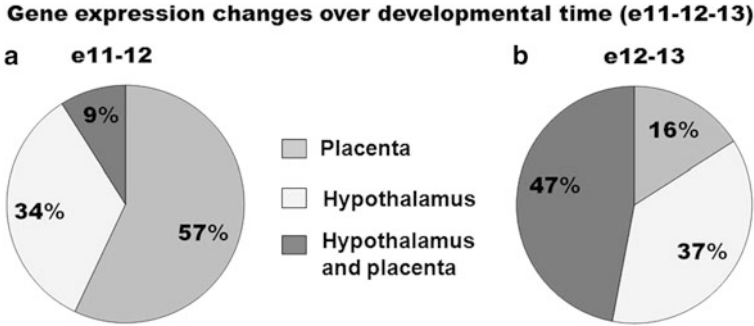 Gene expression changes over developmental time (e11-12-13)
a e11-12
9%
34%
57%
Placenta
Hypothalamus
Hypothalamus
and placenta
b e12-13
16%
47%
37%